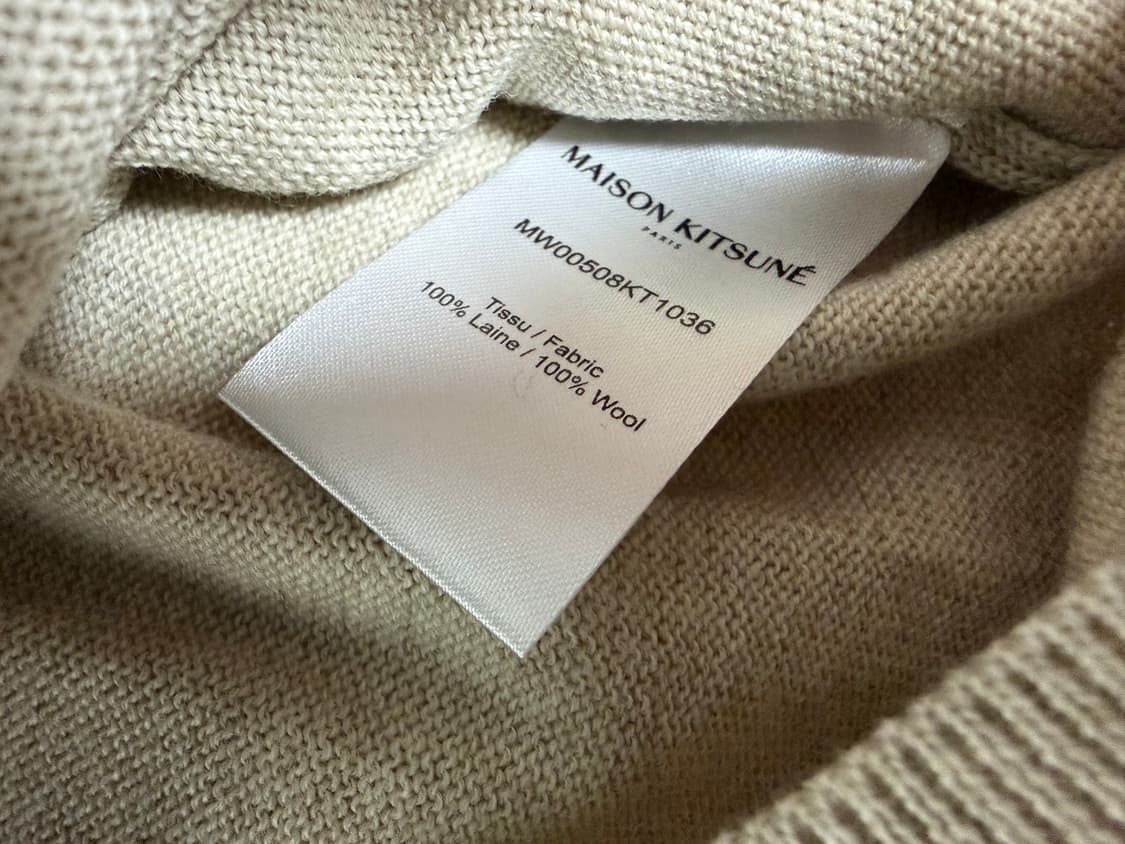 MAISON KITSUNÉ
PARIS
MW00508KT1036
Tissu / Fabric
100% Laine / 100% Wool